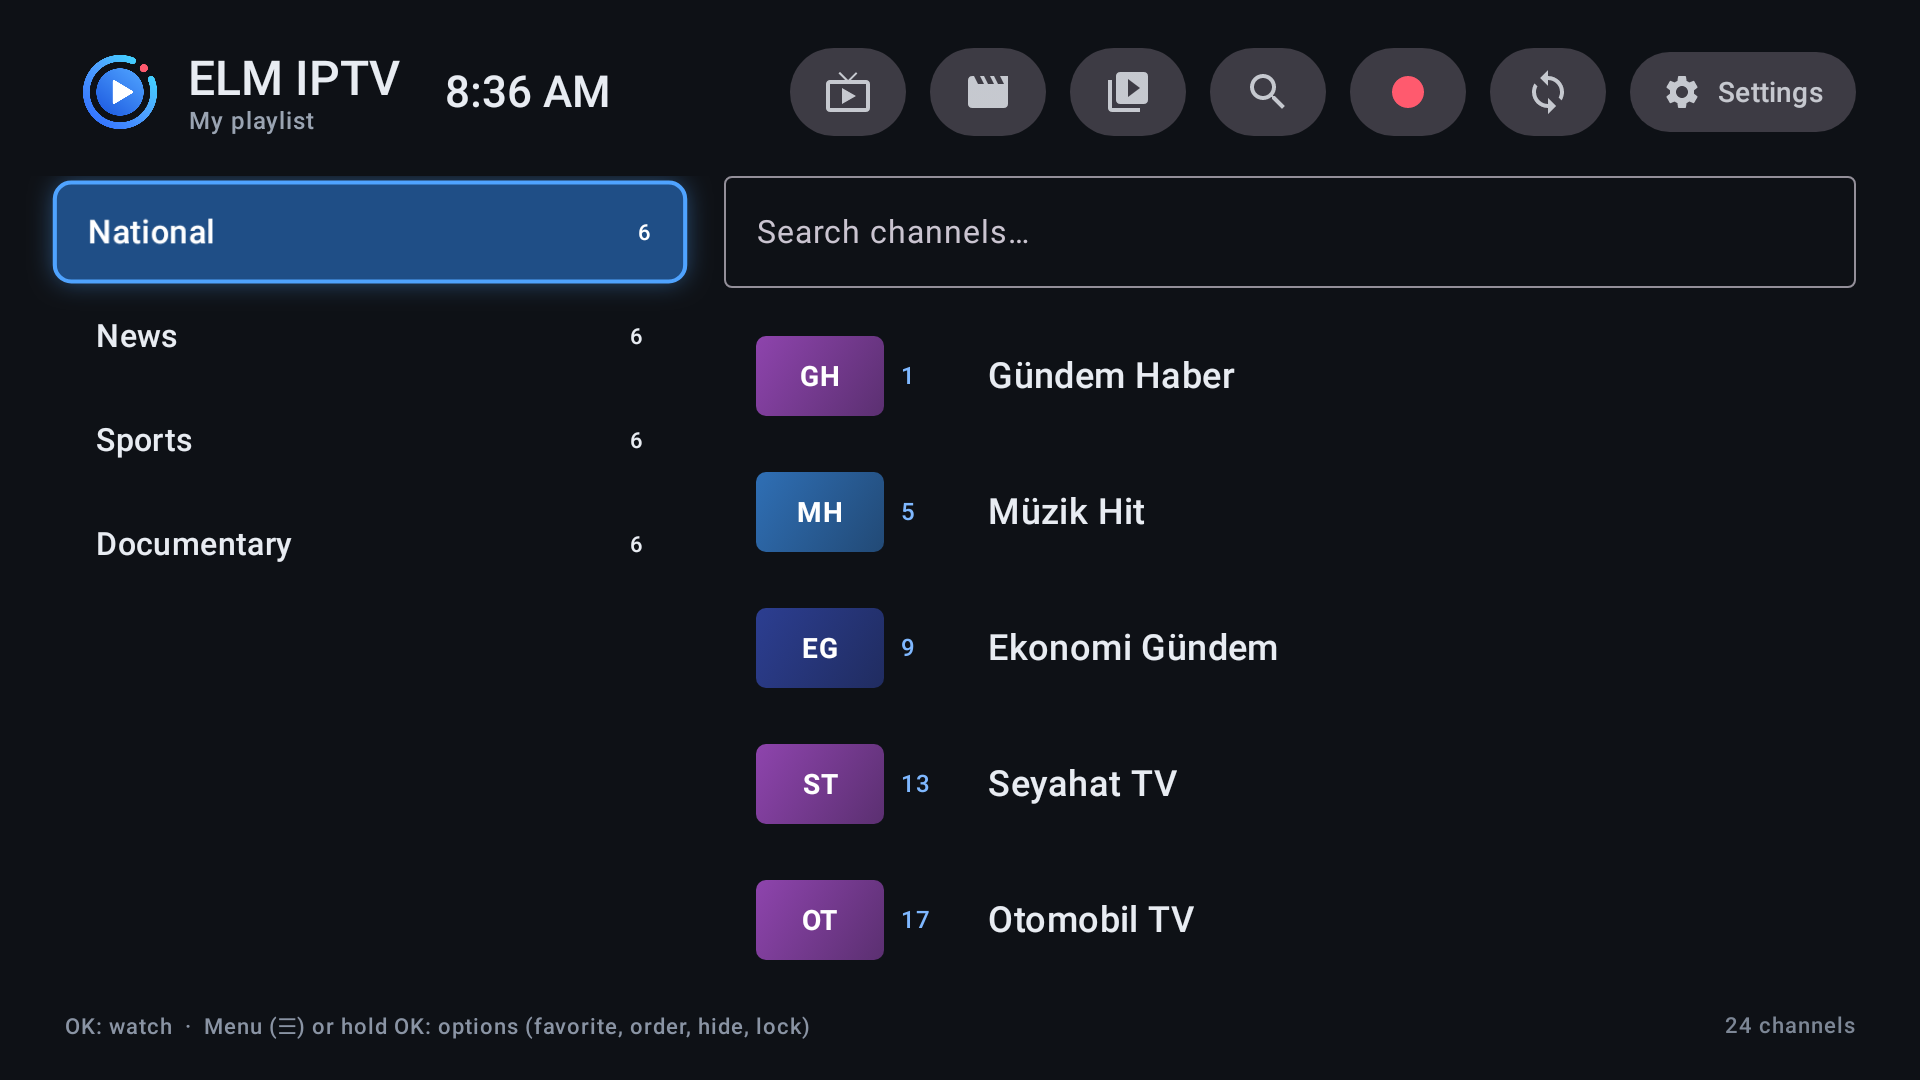 ELM IPTV
My playlist
8:36 AM
Settings
National 6
News 6
Sports 6
Documentary 6
Search channels…
GH 1 Gündem Haber
MH 5 Müzik Hit
EG 9 Ekonomi Gündem
ST 13 Seyahat TV
OT 17 Otomobil TV
OK: watch · Menu (☰) or hold OK: options (favorite, order, hide, lock)
24 channels